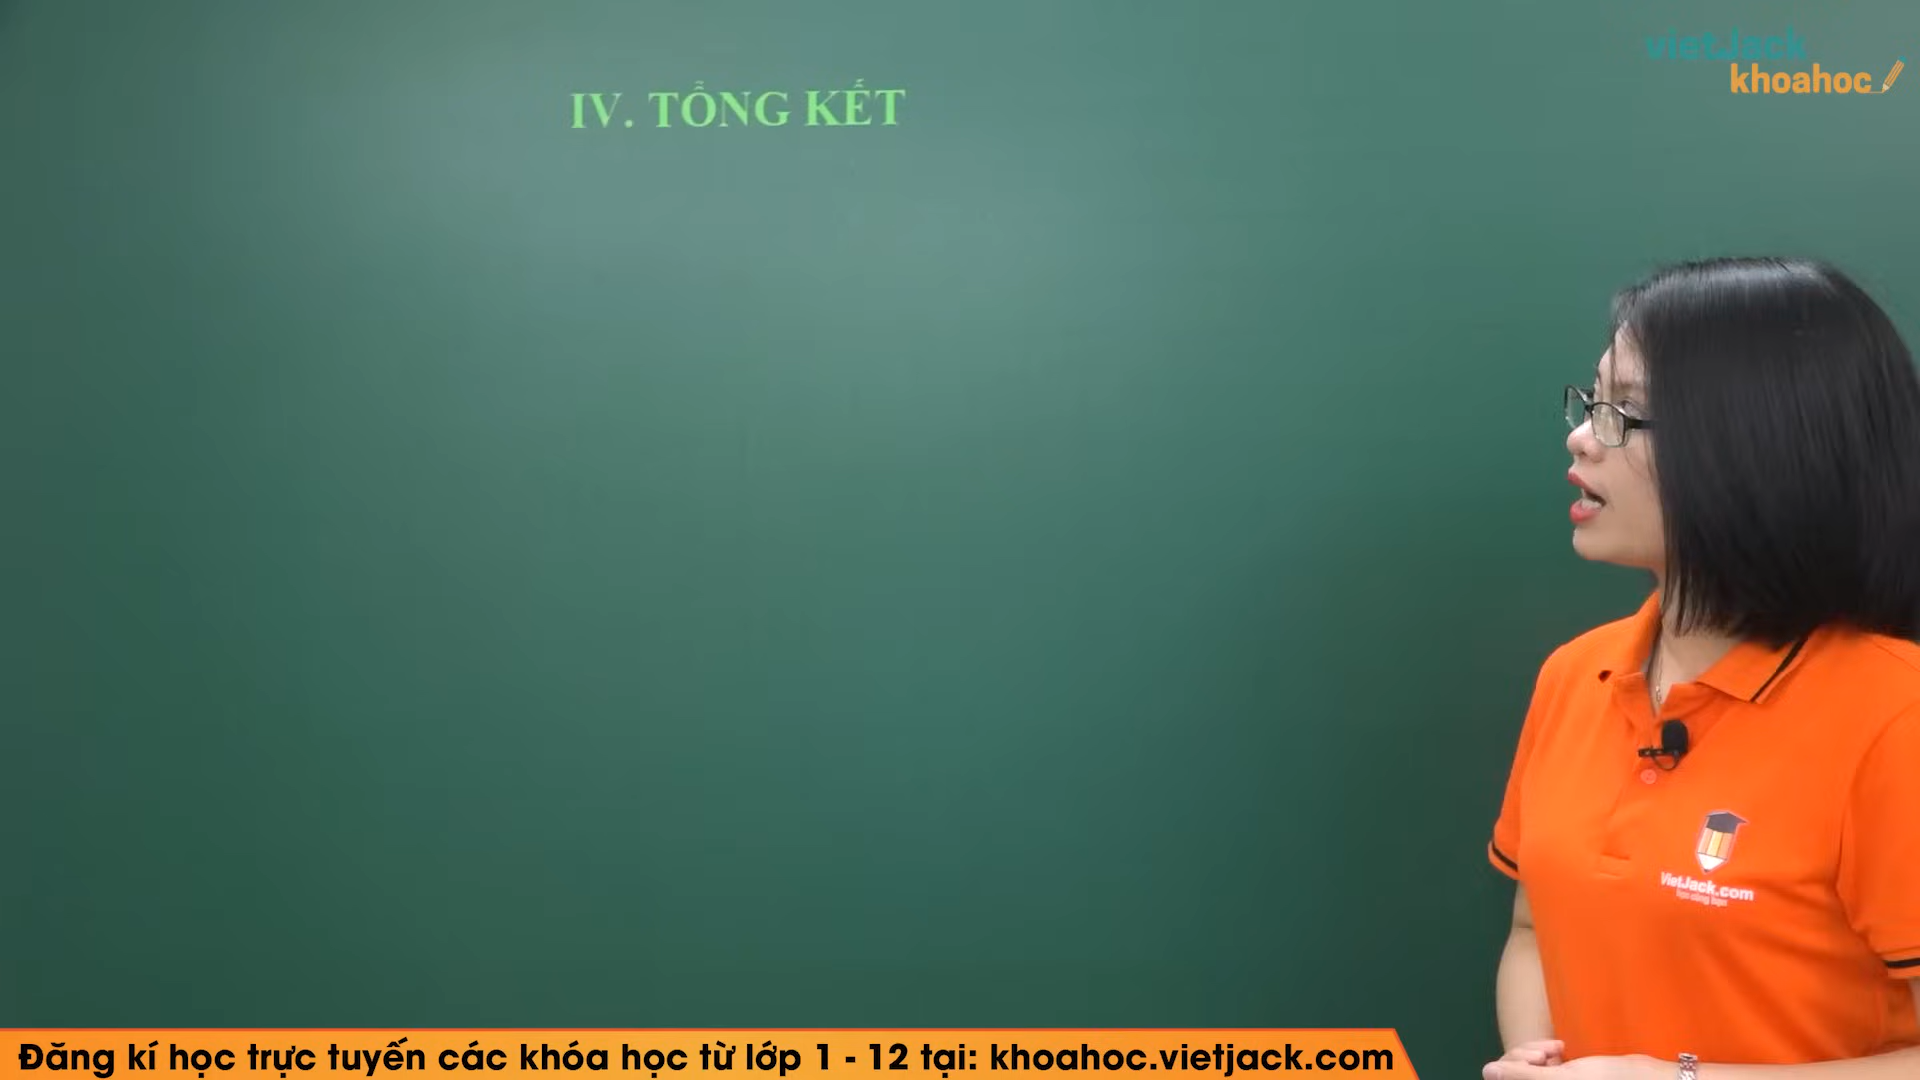 vietJack
khoahoc
IV. TỔNG KẾT
VietJack.com
Đăng kí học trực tuyến các khóa học từ lớp 1 - 12 tại: khoahoc.vietjack.com